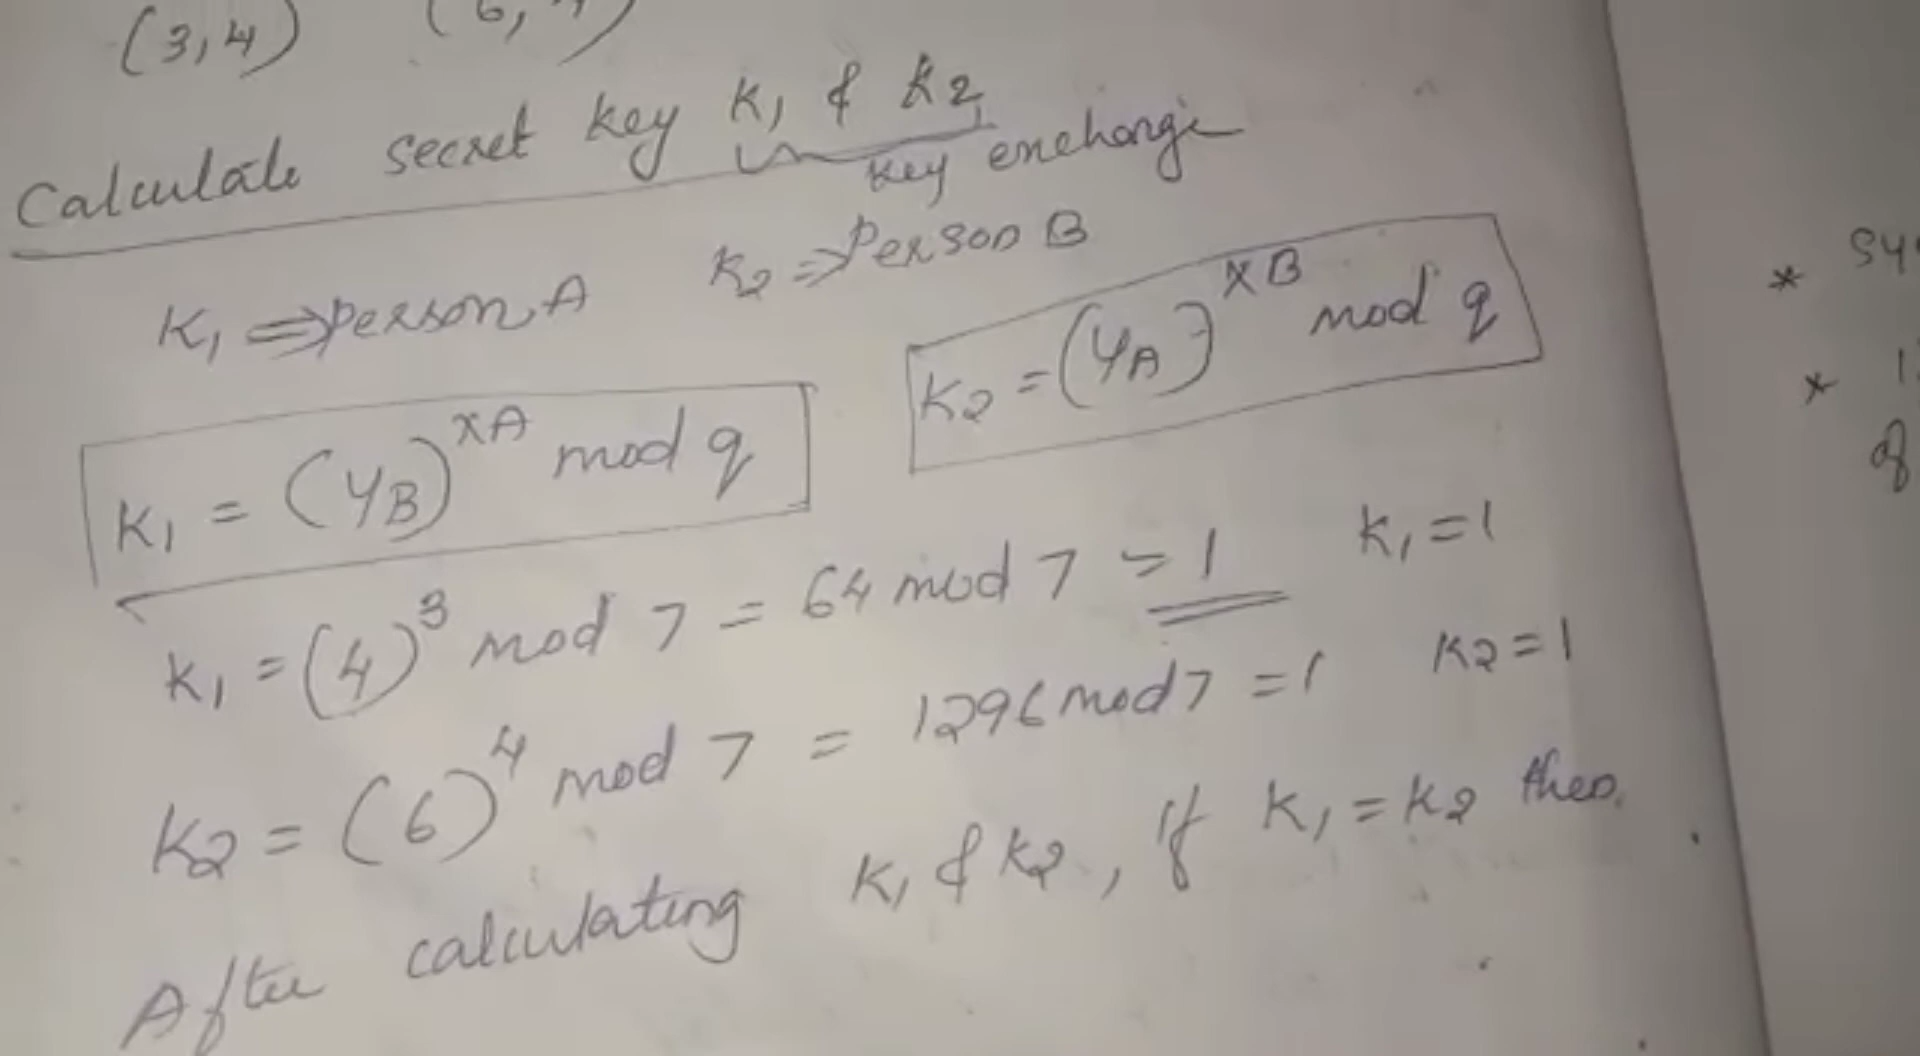 (3,4) (6,
Calculate secret key K1 & K2
key exchange
K1 ⇒ Person A K2 ⇒ Person B
K1 = (YB)^XA mod q K2 = (YA)^XB mod q
K1 = (4)^3 mod 7 = 64 mod 7 = 1 K1 = 1
K2 = (6)^4 mod 7 = 1296 mod 7 = 1 K2 = 1
After calculating K1 & K2, if K1 = K2 then